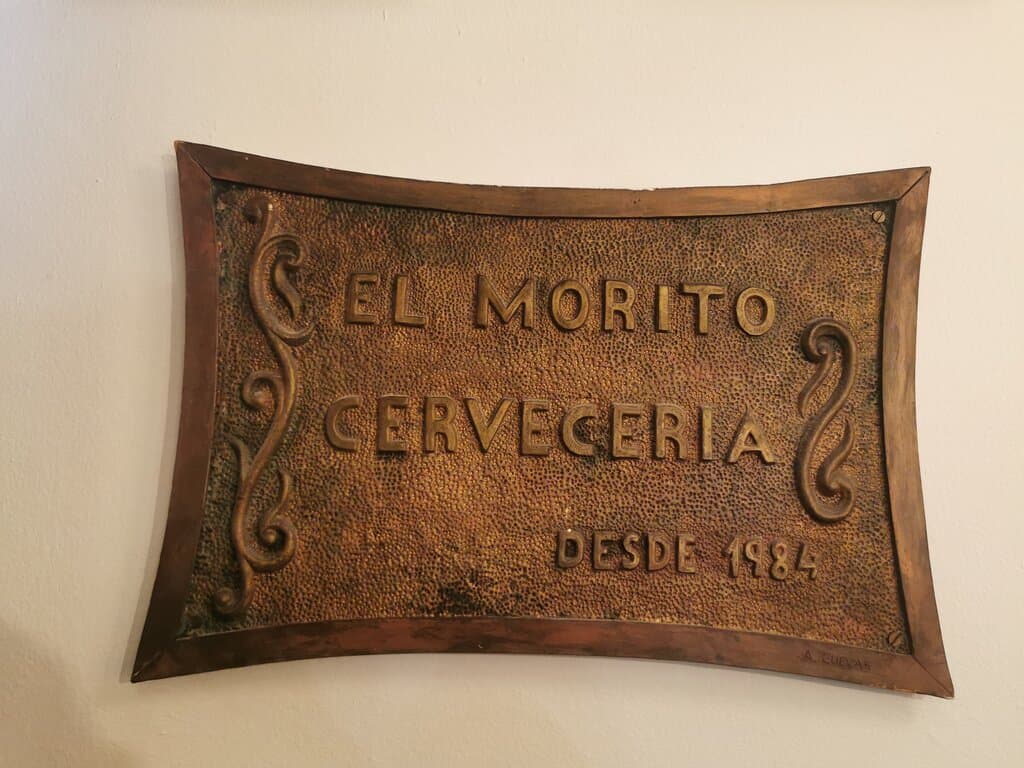 EL MORITO
CERVECERIA
DESDE 1984
A. CUEVAS